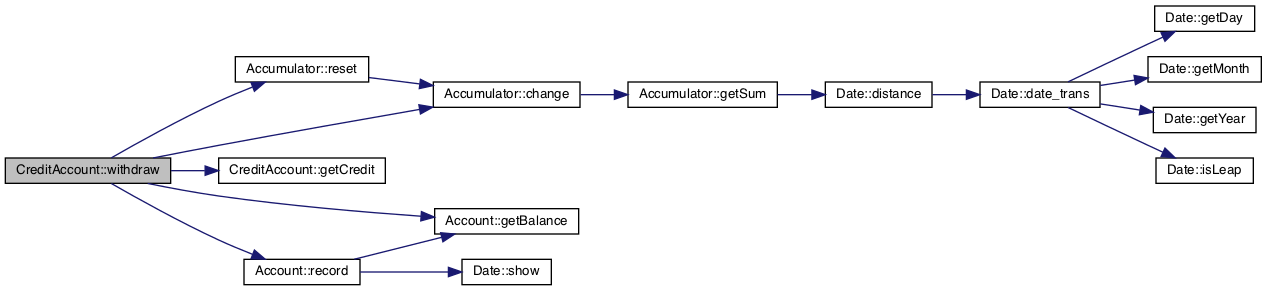 CreditAccount::withdraw
Accumulator::reset
Accumulator::change
Accumulator::getSum
Date::distance
Date::date_trans
Date::getDay
Date::getMonth
Date::getYear
Date::isLeap
CreditAccount::getCredit
Account::getBalance
Account::record
Date::show